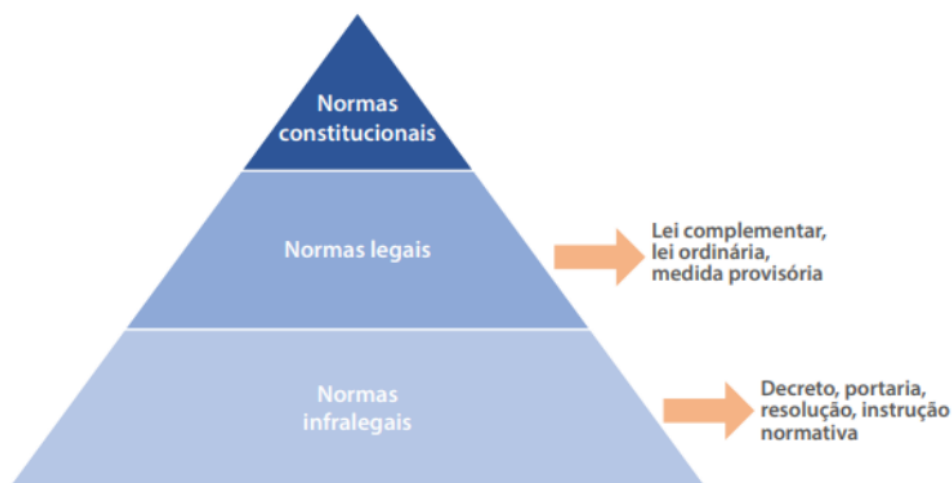 Normas
constitucionais
Normas legais
Lei complementar,
lei ordinária,
medida provisória
Normas
infralegais
Decreto, portaria,
resolução, instrução
normativa